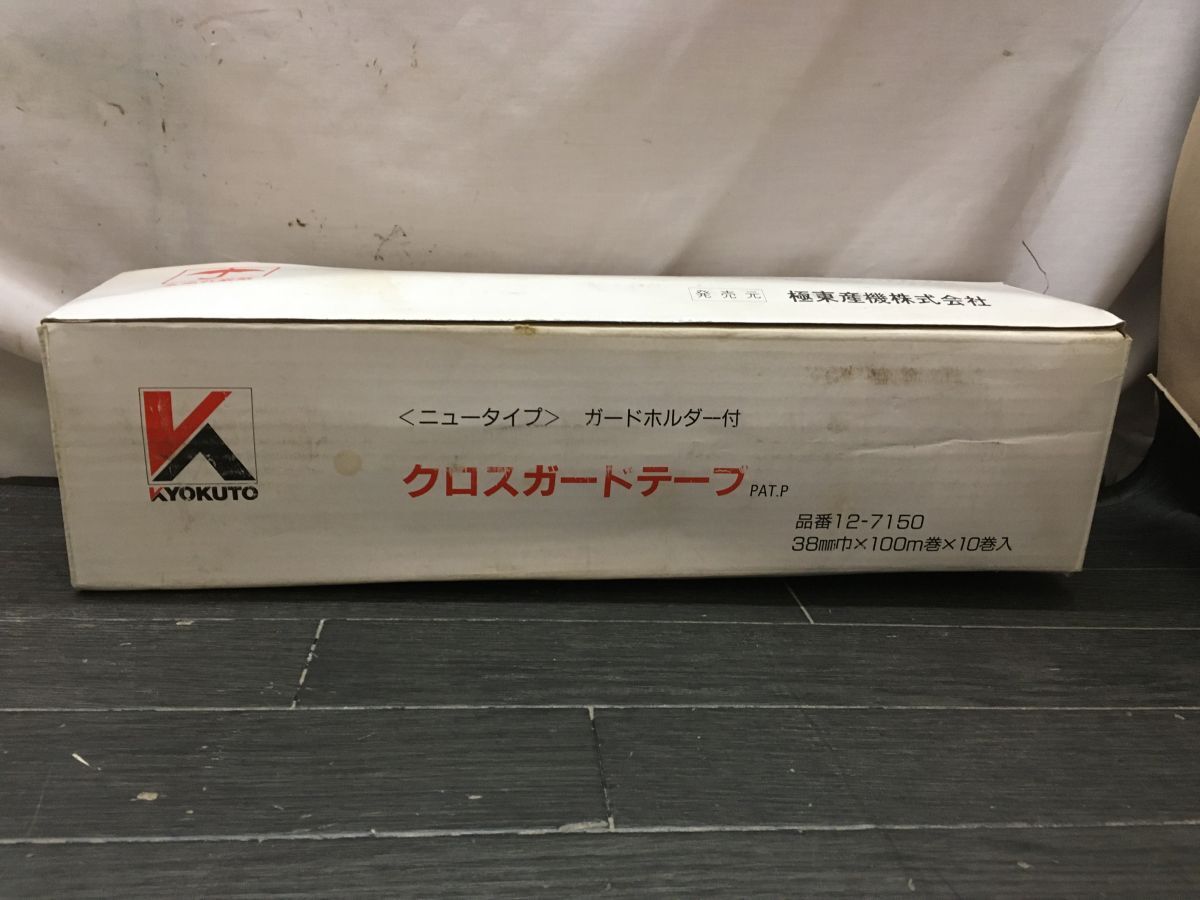 発売元 極東産機株式会社
KYOKUTO
＜ニュータイプ＞ ガードホルダー付
クロスガードテープ PAT.P
品番12-7150
38㎜巾×100m巻×10巻入